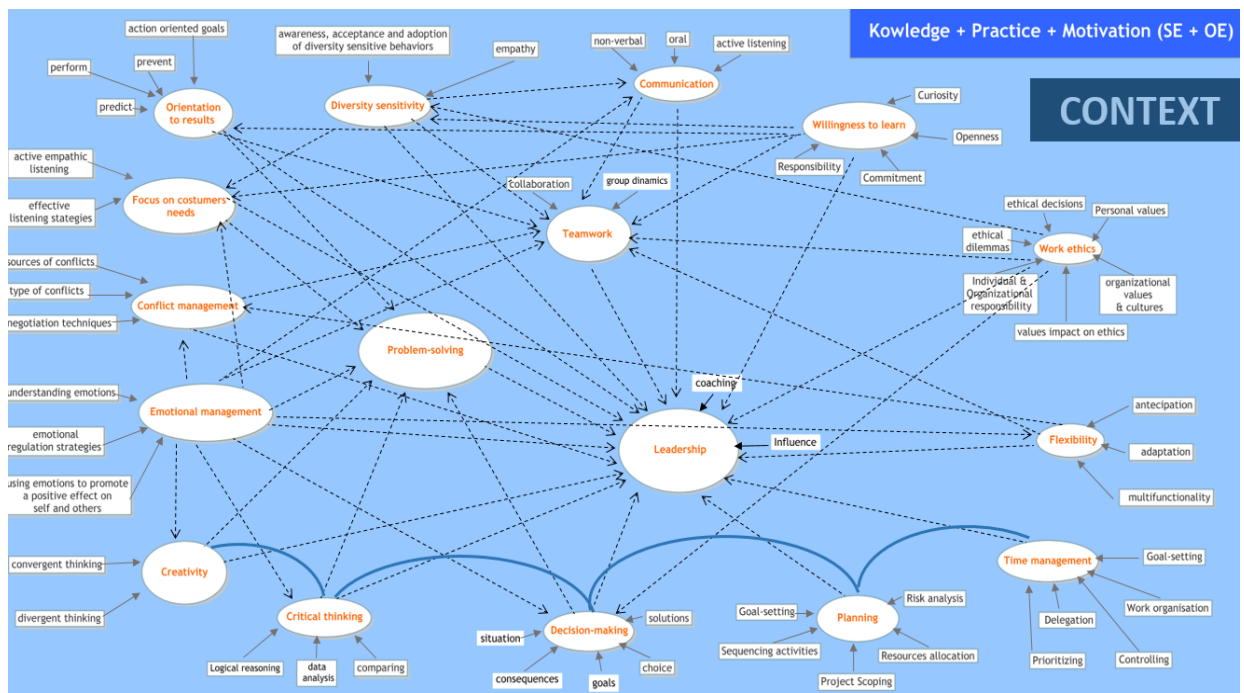 action oriented goals
awareness, acceptance and adoption
of diversity sensitive behaviors
empathy
non-verbal
oral
active listening
Kowledge + Practice + Motivation (SE + OE)
CONTEXT
perform
prevent
predict
Orientation
to results
Diversity sensitivity
Communication
Curiosity
Willingness to learn
Openness
Responsibility
Commitment
active empathic
listening
effective
listening stategies
Focus on costumers
needs
collaboration
group dinamics
Teamwork
ethical decisions
Personal values
ethical
dilemmas
Work ethics
Individual &
Organizational
responsibility
organizational
values
& cultures
values impact on ethics
sources of conflicts
type of conflicts
negotiation techniques
Conflict management
Problem-solving
understanding emotions
emotional
regulation strategies
using emotions to promote
a positive effect on
self and others
Emotional management
coaching
Influence
Leadership
antecipation
Flexibility
adaptation
multifunctionality
convergent thinking
divergent thinking
Creativity
Critical thinking
Logical reasoning
data
analysis
comparing
situation
Decision-making
solutions
consequences
goals
choice
Goal-setting
Planning
Risk analysis
Sequencing activities
Resources allocation
Project Scoping
Time management
Goal-setting
Work organisation
Delegation
Prioritizing
Controlling